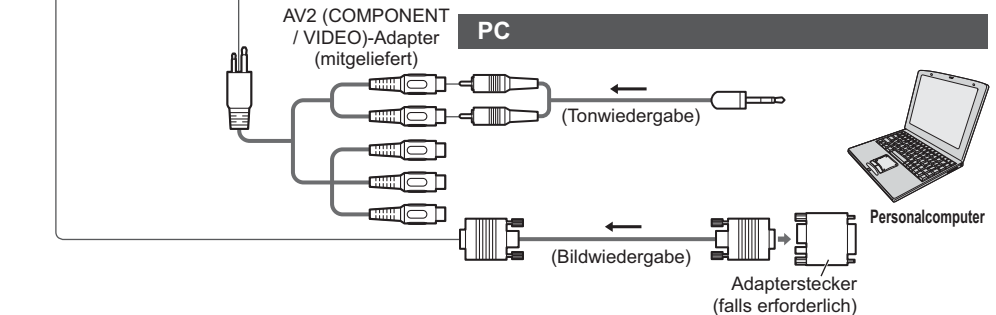 AV2 (COMPONENT
/ VIDEO)-Adapter
(mitgeliefert)
PC
(Tonwiedergabe)
Personalcomputer
(Bildwiedergabe)
Adapterstecker
(falls erforderlich)